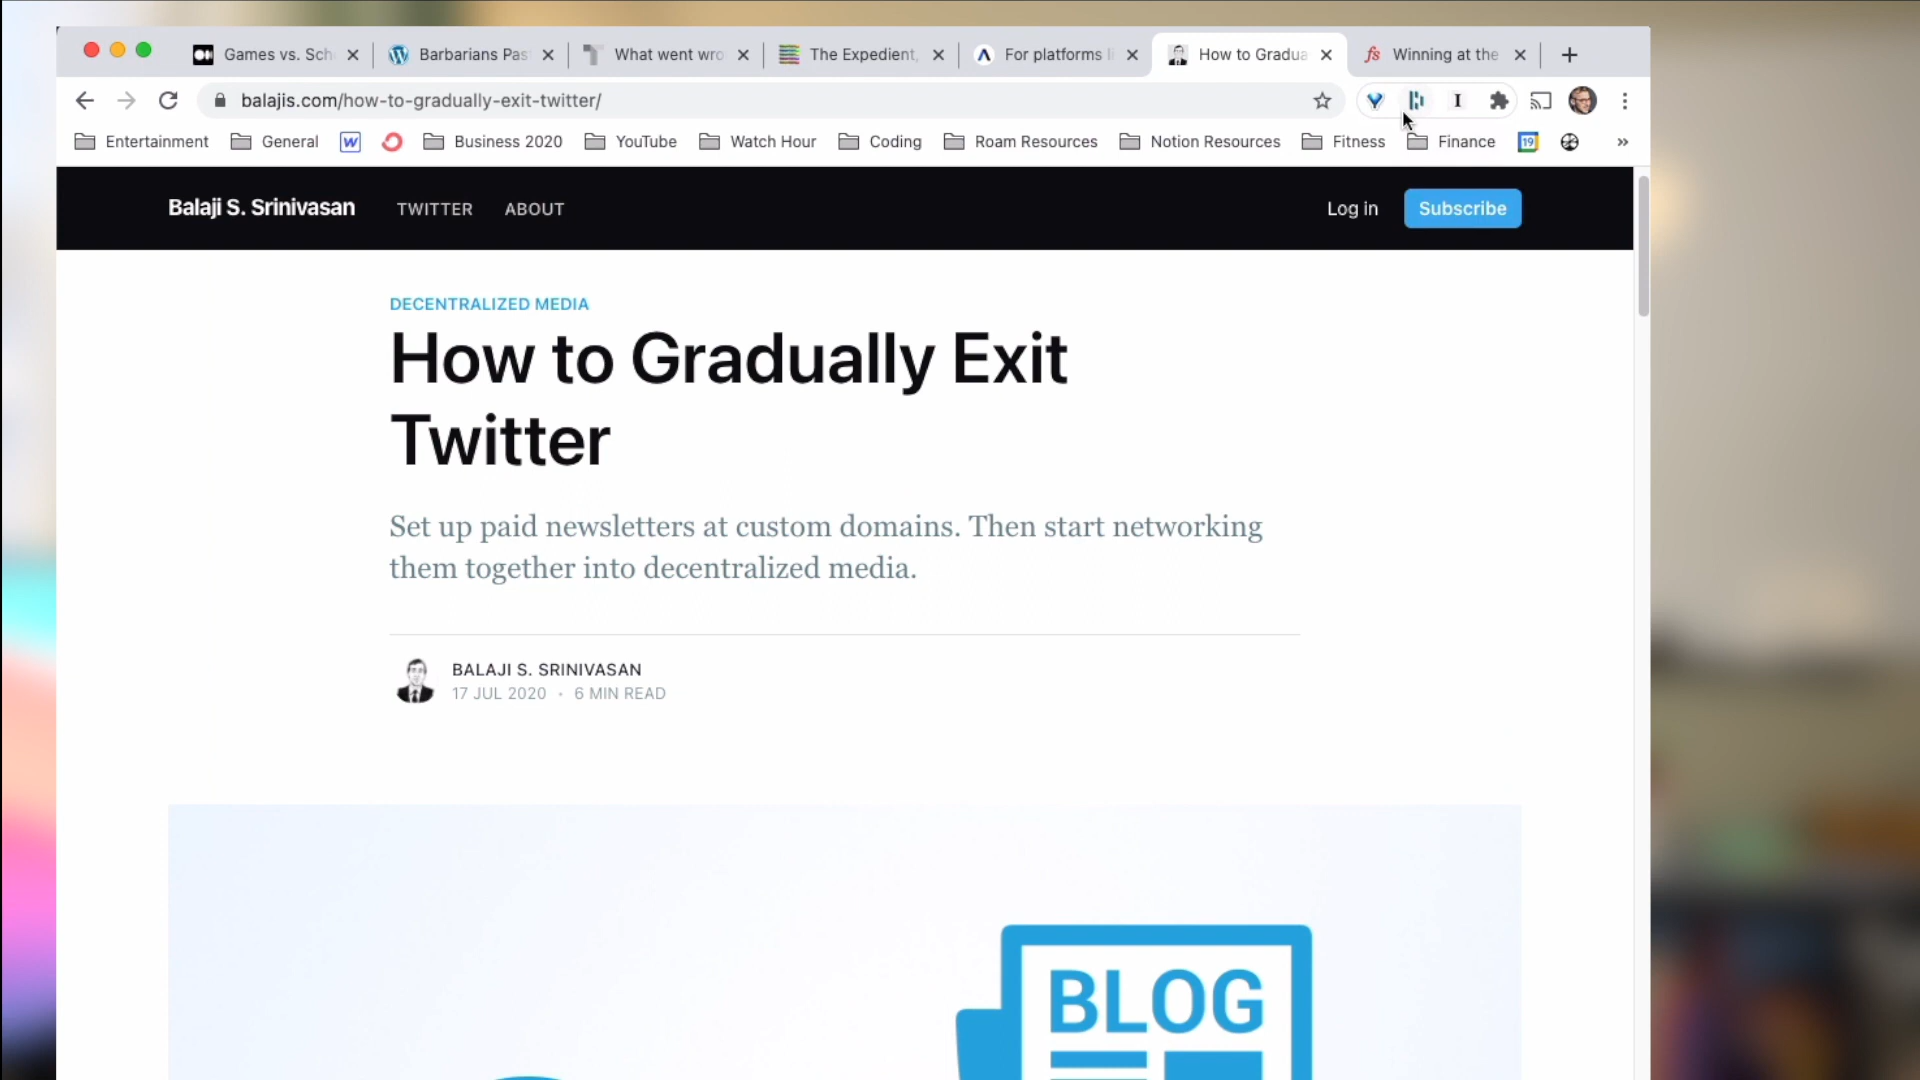 Games vs. Sch
Barbarians Pas
What went wro
The Expedient,
For platforms li
How to Gradua
fs Winning at the
balajis.com/how-to-gradually-exit-twitter/
I
Entertainment
General
W
Business 2020
YouTube
Watch Hour
Coding
Roam Resources
Notion Resources
Fitness
Finance
19
»
Balaji S. Srinivasan
TWITTER
ABOUT
Log in
Subscribe
DECENTRALIZED MEDIA
How to Gradually Exit
Twitter
Set up paid newsletters at custom domains. Then start networking
them together into decentralized media.
BALAJI S. SRINIVASAN
17 JUL 2020 • 6 MIN READ
BLOG